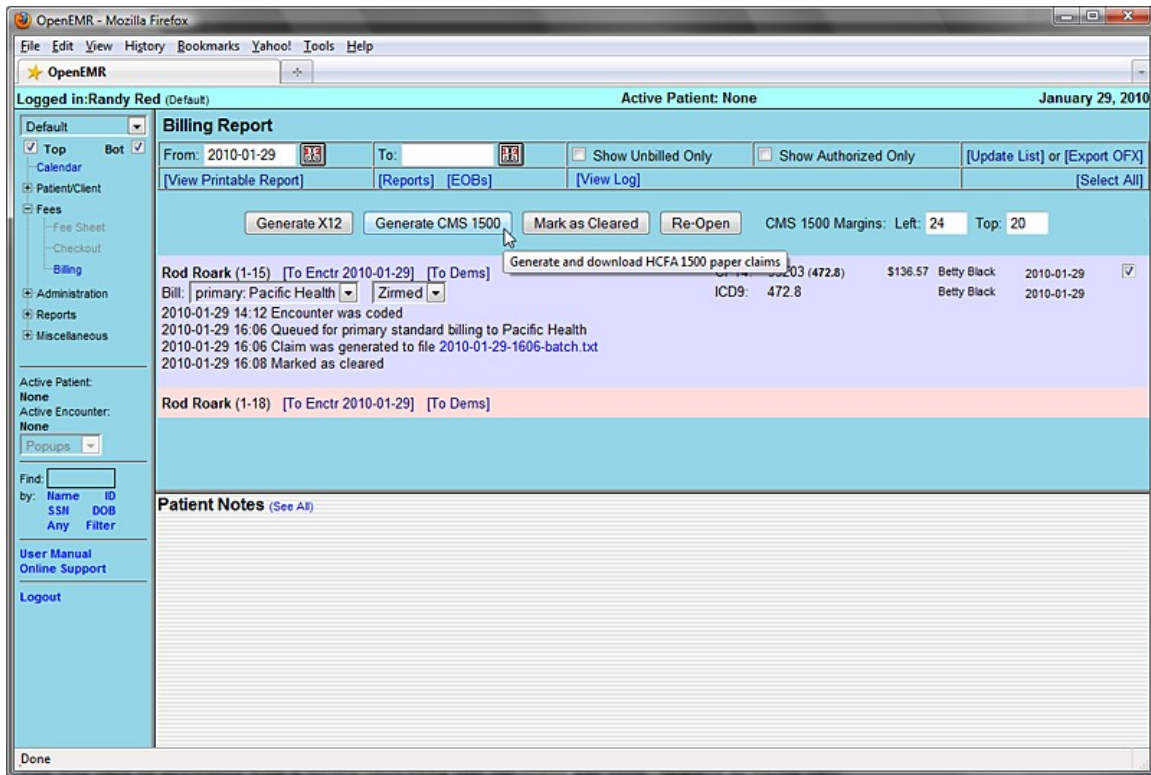 OpenEMR - Mozilla Firefox
File Edit View History Bookmarks Yahoo! Tools Help
OpenEMR
Logged in:Randy Red (Default) Active Patient: None January 29, 2010
Default
Top Bot
Calendar
Patient/Client
Fees
Fee Sheet
Checkout
Billing
Administration
Reports
Miscellaneous
Active Patient:
None
Active Encounter:
None
Popups
Find:
by: Name ID
SSN DOB
Any Filter
User Manual
Online Support
Logout
Billing Report
From: 2010-01-29 To: Show Unbilled Only Show Authorized Only [Update List] or [Export OFX]
[View Printable Report] [Reports] [EOBs] [View Log] [Select All]
Generate X12 Generate CMS 1500 Mark as Cleared Re-Open CMS 1500 Margins: Left: 24 Top: 20
Generate and download HCFA 1500 paper claims
Rod Roark (1-15) [To Enctr 2010-01-29] [To Dems] (472.8) $136.57 Betty Black 2010-01-29
Bill: primary: Pacific Health Zirmed ICD9: 472.8 Betty Black 2010-01-29
2010-01-29 14:12 Encounter was coded
2010-01-29 16:06 Queued for primary standard billing to Pacific Health
2010-01-29 16:06 Claim was generated to file 2010-01-29-1606-batch.txt
2010-01-29 16:08 Marked as cleared
Rod Roark (1-18) [To Enctr 2010-01-29] [To Dems]
Patient Notes (See All)
Done